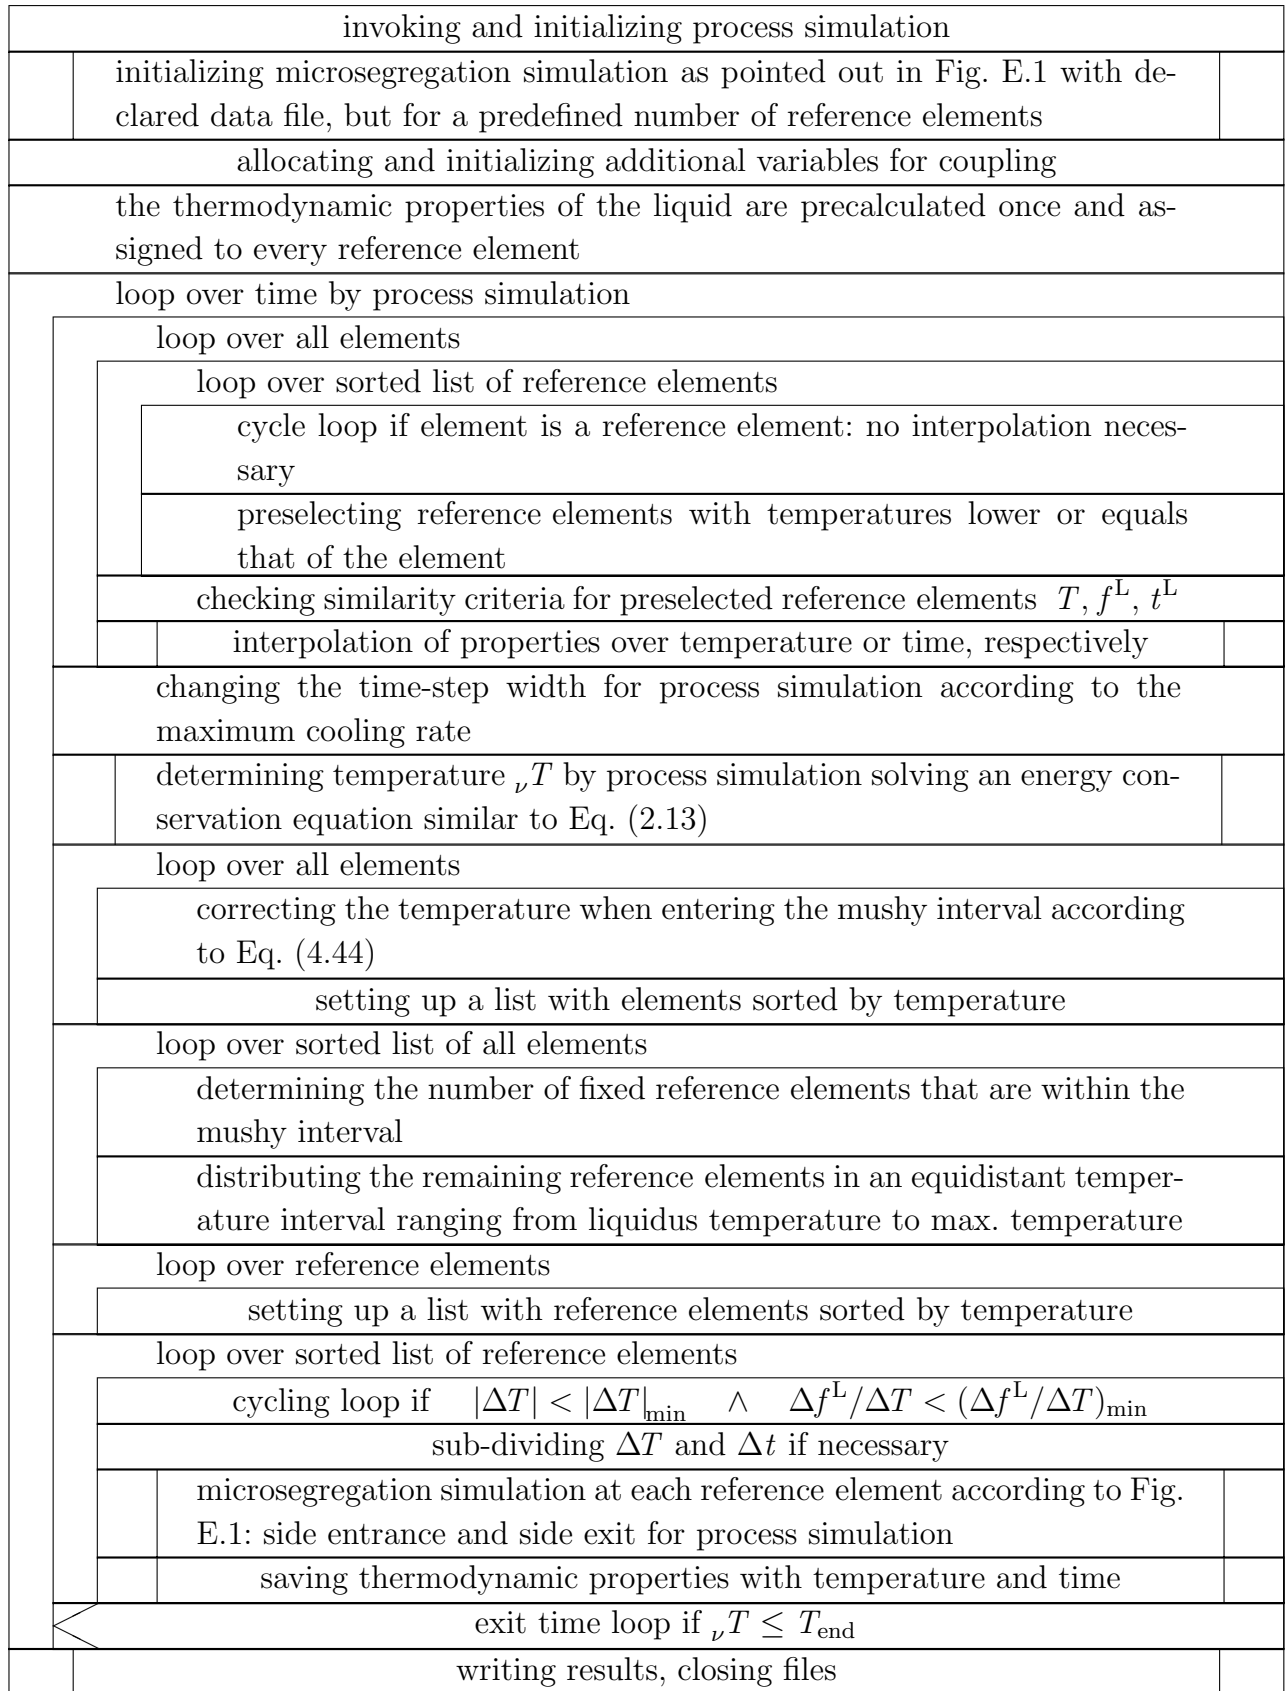 invoking and initializing process simulation
initializing microsegregation simulation as pointed out in Fig. E.1 with de-
clared data file, but for a predefined number of reference elements
allocating and initializing additional variables for coupling
the thermodynamic properties of the liquid are precalculated once and as-
signed to every reference element
loop over time by process simulation
loop over all elements
loop over sorted list of reference elements
cycle loop if element is a reference element: no interpolation neces-
sary
preselecting reference elements with temperatures lower or equals
that of the element
checking similarity criteria for preselected reference elements T, f^L, t^L
interpolation of properties over temperature or time, respectively
changing the time-step width for process simulation according to the
maximum cooling rate
determining temperature _νT by process simulation solving an energy con-
servation equation similar to Eq. (2.13)
loop over all elements
correcting the temperature when entering the mushy interval according
to Eq. (4.44)
setting up a list with elements sorted by temperature
loop over sorted list of all elements
determining the number of fixed reference elements that are within the
mushy interval
distributing the remaining reference elements in an equidistant temper-
ature interval ranging from liquidus temperature to max. temperature
loop over reference elements
setting up a list with reference elements sorted by temperature
loop over sorted list of reference elements
cycling loop if |ΔT| < |ΔT|_min ∧ Δf^L/ΔT < (Δf^L/ΔT)_min
sub-dividing ΔT and Δt if necessary
microsegregation simulation at each reference element according to Fig.
E.1: side entrance and side exit for process simulation
saving thermodynamic properties with temperature and time
exit time loop if _νT ≤ T_end
writing results, closing files